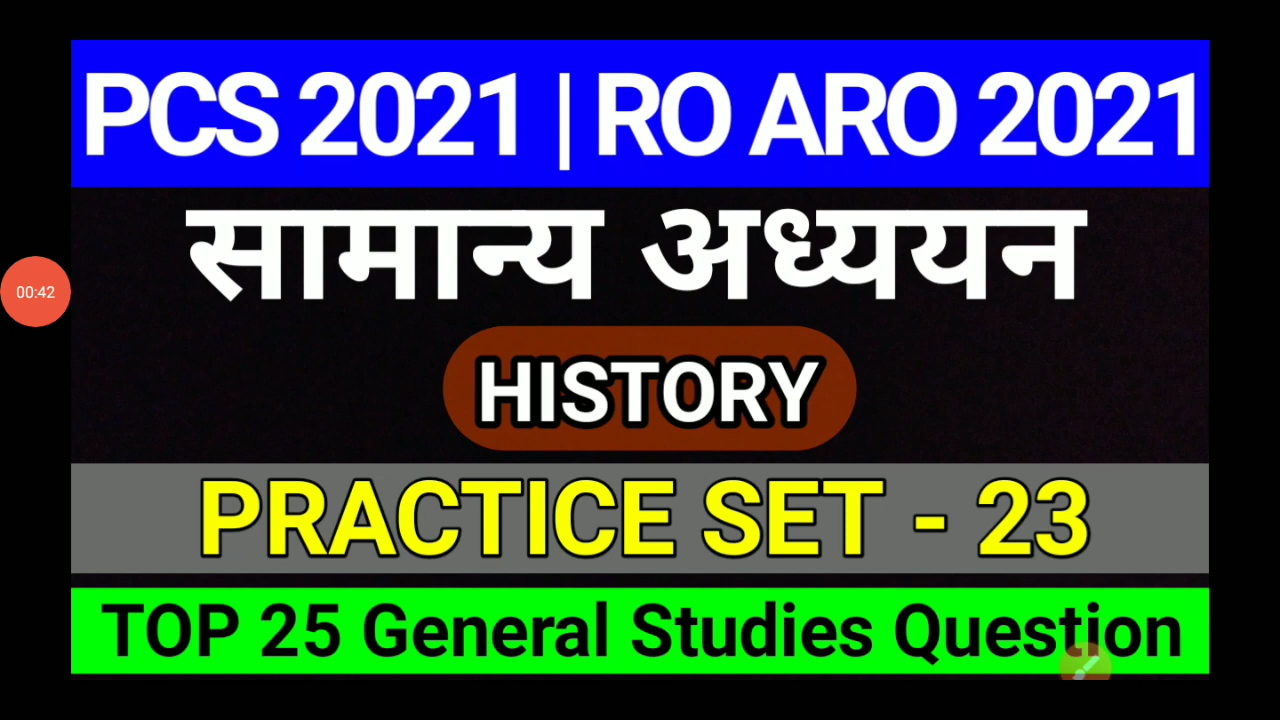 PCS 2021 | RO ARO 2021
सामान्य अध्ययन
00:42
HISTORY
PRACTICE SET - 23
TOP 25 General Studies Question